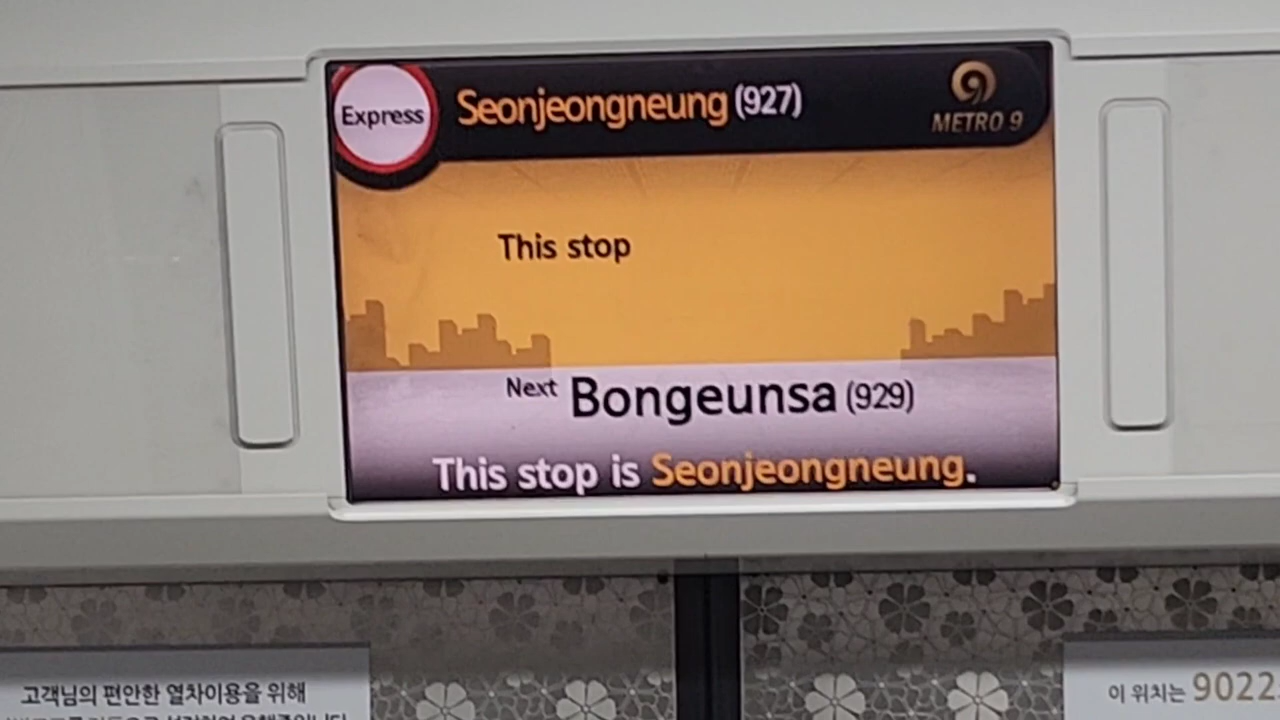 Express
Seonjeongneung (927)
METRO 9
This stop
Next Bongeunsa (929)
This stop is Seonjeongneung.
고객님의 편안한 열차이용을 위해
이 위치는 9022